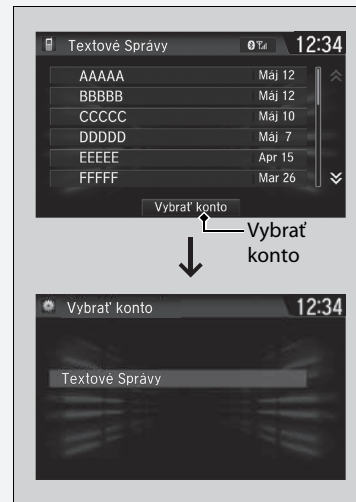 Textové Správy 12:34
AAAAA Máj 12
BBBBB Máj 12
CCCCC Máj 10
DDDDD Máj 7
EEEEE Apr 15
FFFFF Mar 26
Vybrať konto
Vybrať
konto
Vybrať konto 12:34
Textové Správy